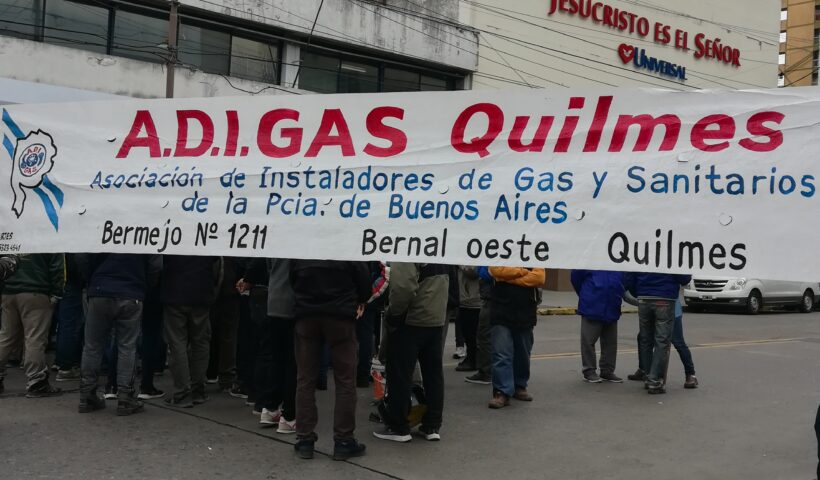 JESUCRISTO ES EL SEÑOR
UNIVERSAL
A.D.I.GAS Quilmes
A D I
GAS
Asociación de Instaladores de Gas y Sanitarios
de la Pcia. de Buenos Aires
Bermejo Nº 1211 Bernal oeste Quilmes